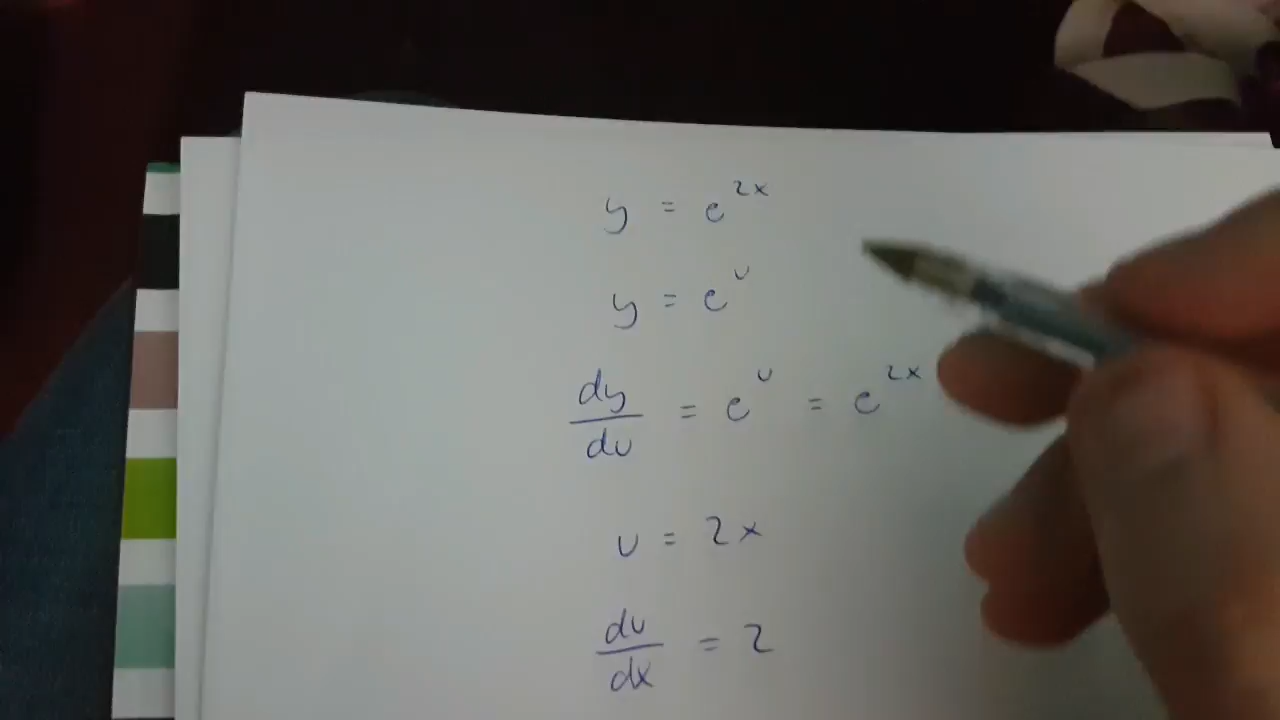 y = e^{2x}
y = e^u
dy/du = e^u = e^{2x}
u = 2x
du/dx = 2